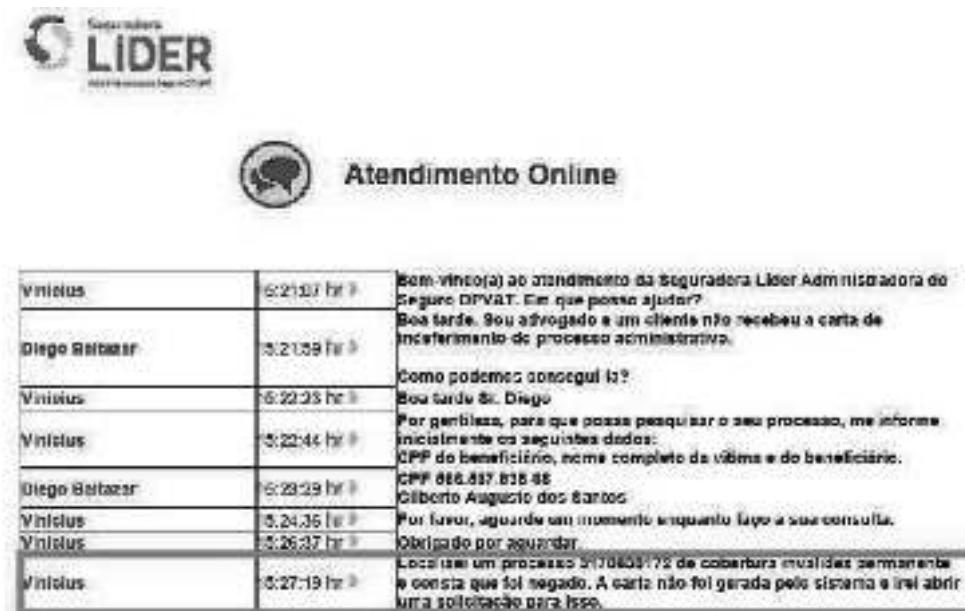 Seguradora
LÍDER
Atendimento Online
Vinicius
Bem-vindo(a) ao atendimento da Seguradora Líder Administradora do
Seguro DPVAT. Em que posso ajudar?
Diego Baltazar
15:21:59 hr
Boa tarde. Sou advogado e um cliente não recebeu a carta de
indeferimento do processo administrativo.
Como podemos consegui-la?
Vinicius
15:22:23 hr
Boa tarde Sr. Diego
Vinicius
15:22:44 hr
Por gentileza, para que possa pesquisar o seu processo, me informe
inicialmente os seguintes dados:
CPF do beneficiário, nome completo da vítima e do beneficiário.
Diego Baltazar
15:23:29 hr
CPF
Gilberto Augusto dos Santos
Vinicius
15:24:36 hr
Por favor, aguarde um momento enquanto faço a sua consulta.
Vinicius
15:26:37 hr
Obrigado por aguardar.
Vinicius
15:27:19 hr
Localizei um processo de cobertura invalidez permanente
e consta que foi negado. A carta não foi gerada pelo sistema e irei abrir
uma solicitação para isso.